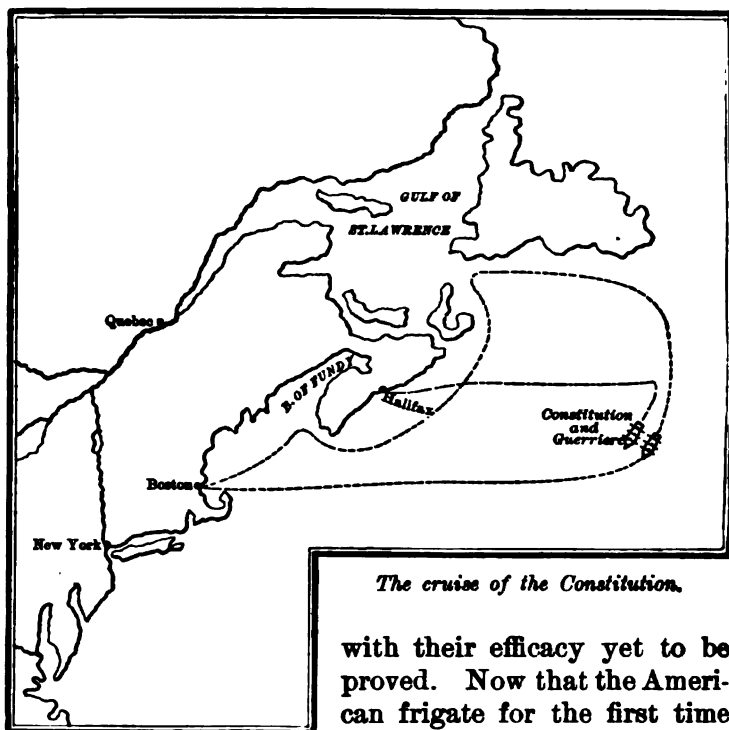 GULF OF
ST. LAWRENCE
Quebec
B. OF FUNDY
Halifax
Constitution
and
Guerriere
Boston
New York
The cruise of the Constitution.
with their efficacy yet to be
proved. Now that the Ameri-
can frigate for the first time